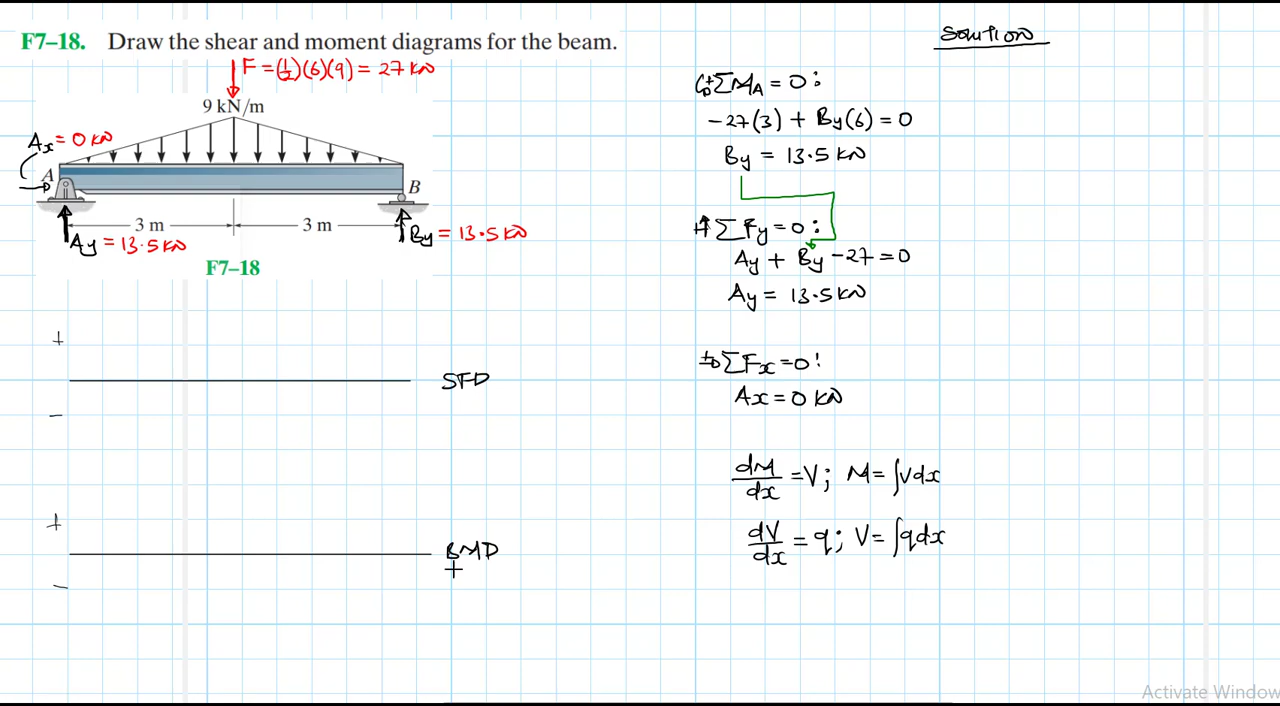 F7–18. Draw the shear and moment diagrams for the beam.
F = (1/2)(6)(9) = 27 kN
9 kN/m
Ax = 0 kN
A
B
3 m
3 m
Ay = 13.5 kN
By = 13.5 kN
F7–18
+
SFD
−
+
BMD
−
Solution
+ΣMA = 0:
-27(3) + By(6) = 0
By = 13.5 kN
+↑ΣFy = 0:
Ay + By - 27 = 0
Ay = 13.5 kN
+→ΣFx = 0:
Ax = 0 kN
dM/dx = V; M = ∫Vdx
dV/dx = q; V = ∫qdx
Activate Window